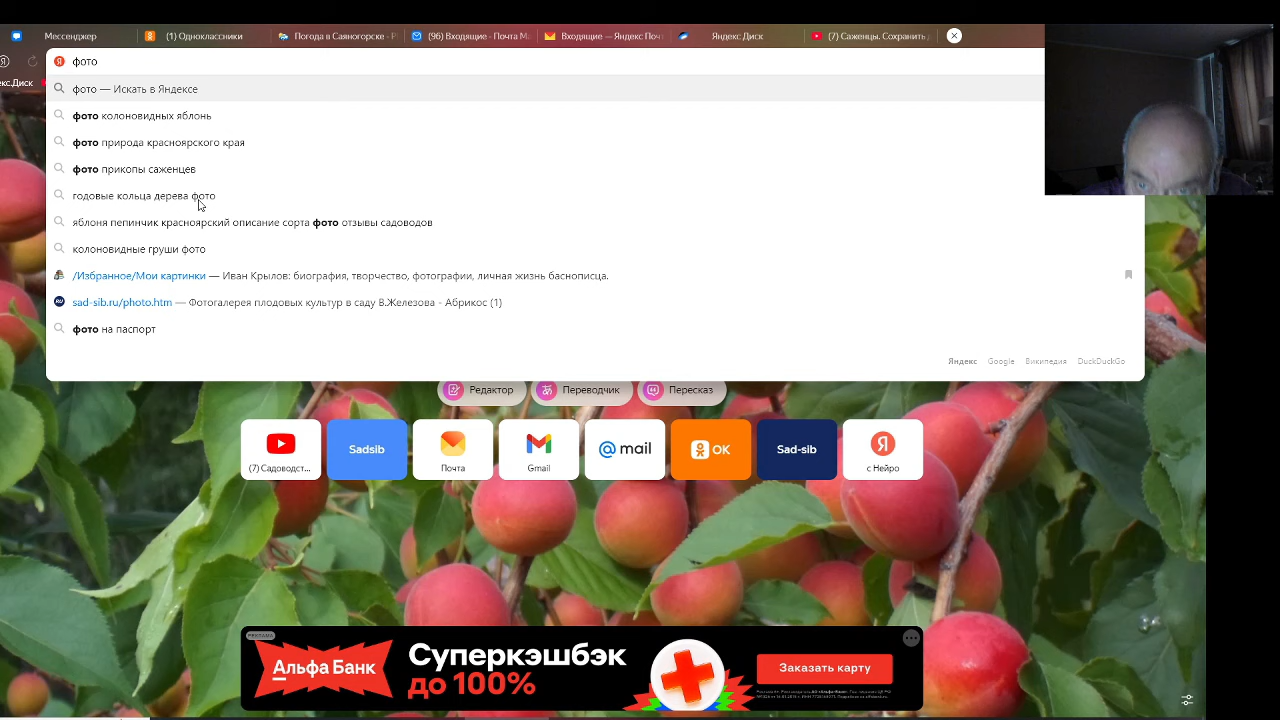 Мессенджер
(1) Одноклассники
Погода в Саяногорске - P
(96) Входящие - Почта M
Входящие — Яндекс Почт
Яндекс Диск
(7) Саженцы. Сохранить д
фото
кс.Диск
фото — Искать в Яндексе
фото колоновидных яблонь
фото природа красноярского края
фото прикопы саженцев
годовые кольца дерева фото
яблоня пепинчик красноярский описание сорта фото отзывы садоводов
колоновидные груши фото
/Избранное/Мои картинки — Иван Крылов: биография, творчество, фотографии, личная жизнь баснописца.
sad-sib.ru/photo.htm — Фотогалерея плодовых культур в саду В.Железова - Абрикос (1)
фото на паспорт
Яндекс Google Википедия DuckDuckGo
Редактор Переводчик Пересказ
Sadsib
@mail
OK
Sad-sib
(7) Садоводст...
Почта
Gmail
с Нейро
РЕКЛАМА
Альфа Банк
Суперкэшбэк
до 100%
Заказать карту